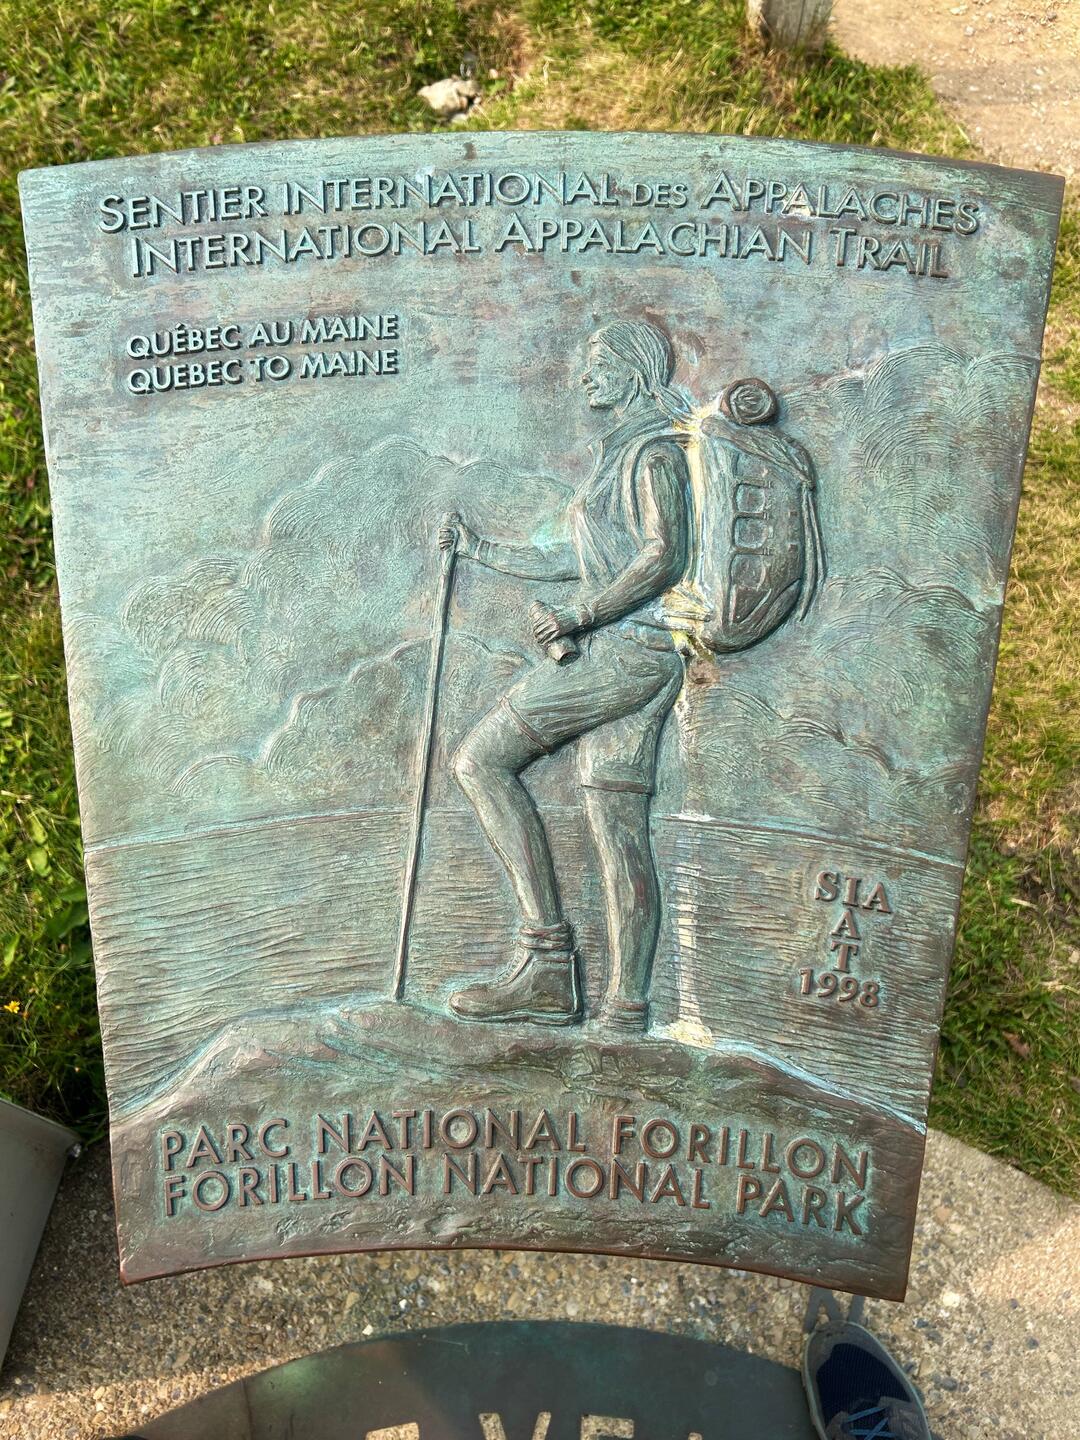 SENTIER INTERNATIONAL DES APPALACHES
INTERNATIONAL APPALACHIAN TRAIL
QUÉBEC AU MAINE
QUEBEC TO MAINE
SIA
A
T
1998
PARC NATIONAL FORILLON
FORILLON NATIONAL PARK